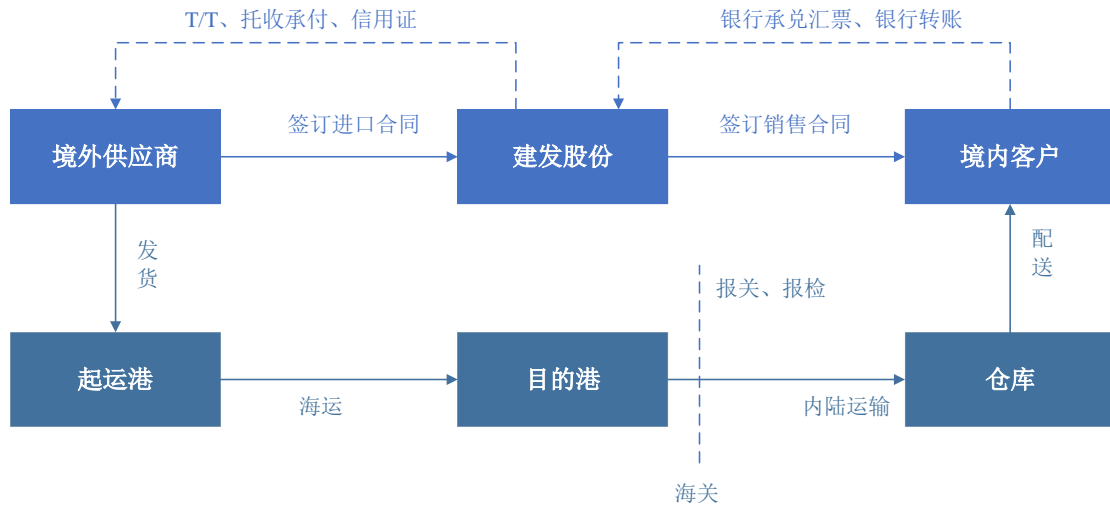 T/T、托收承付、信用证
银行承兑汇票、银行转账
签订进口合同
签订销售合同
境外供应商
建发股份
境内客户
发
货
配
送
报关、报检
起运港
目的港
仓库
海运
内陆运输
海关